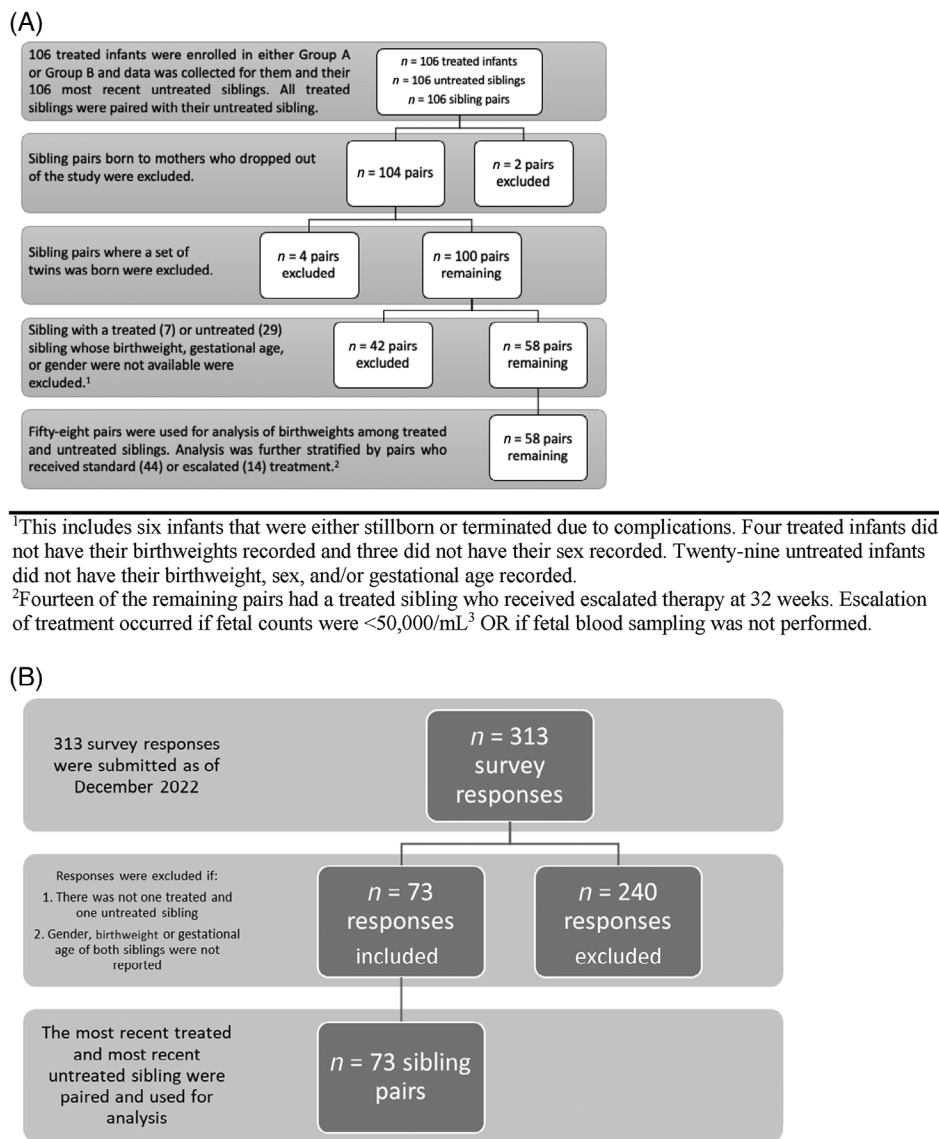 (A)
106 treated infants were enrolled in either Group A
or Group B and data was collected for them and their
106 most recent untreated siblings. All treated
siblings were paired with their untreated sibling.
n = 106 treated infants
n = 106 untreated siblings
n = 106 sibling pairs
Sibling pairs born to mothers who dropped out
of the study were excluded.
n = 104 pairs
n = 2 pairs
excluded
Sibling pairs where a set of
twins was born were excluded.
n = 4 pairs
excluded
n = 100 pairs
remaining
Sibling with a treated (7) or untreated (29)
sibling whose birthweight, gestational age,
or gender were not available were
excluded.¹
n = 42 pairs
excluded
n = 58 pairs
remaining
Fifty-eight pairs were used for analysis of birthweights among treated
and untreated siblings. Analysis was further stratified by pairs who
received standard (44) or escalated (14) treatment.²
n = 58 pairs
remaining
¹This includes six infants that were either stillborn or terminated due to complications. Four treated infants did
not have their birthweights recorded and three did not have their sex recorded. Twenty-nine untreated infants
did not have their birthweight, sex, and/or gestational age recorded.
²Fourteen of the remaining pairs had a treated sibling who received escalated therapy at 32 weeks. Escalation
of treatment occurred if fetal counts were <50,000/mL³ OR if fetal blood sampling was not performed.
(B)
313 survey responses
were submitted as of
December 2022
n = 313
survey
responses
Responses were excluded if:
1. There was not one treated and
one untreated sibling
2. Gender, birthweight or gestational
age of both siblings were not
reported
n = 73
responses
included
n = 240
responses
excluded
The most recent treated
and most recent
untreated sibling were
paired and used for
analysis
n = 73 sibling
pairs